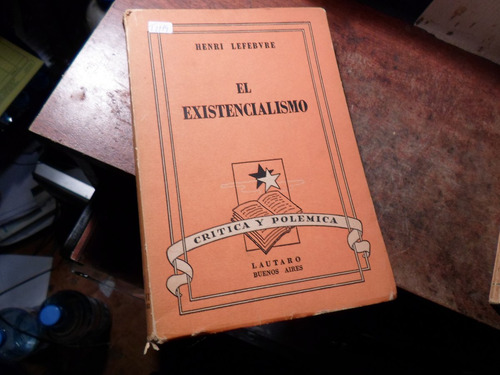 HENRI LEFEBVRE
EL
EXISTENCIALISMO
CRITICA Y POLEMICA
LAUTARO
BUENOS AIRES